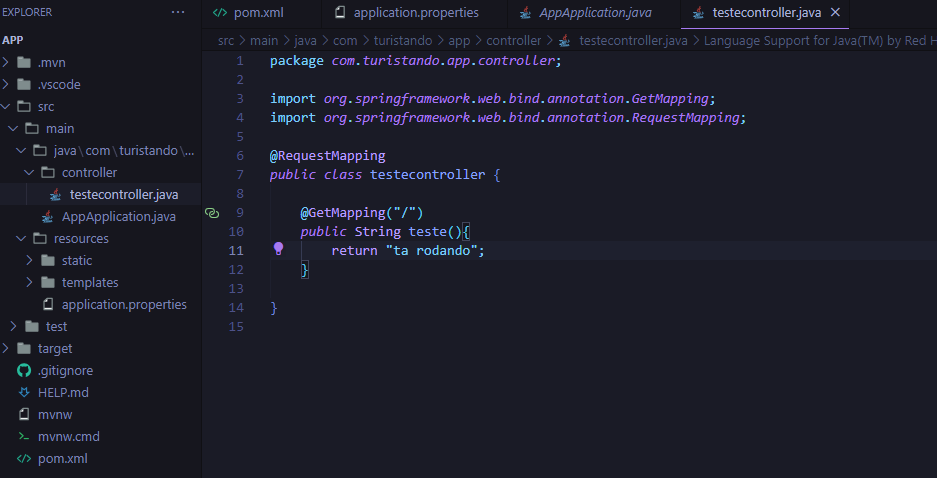 EXPLORER ...
pom.xml application.properties AppApplication.java testecontroller.java
APP
src > main > java > com > turistando > app > controller > testecontroller.java > Language Support for Java(TM) by Red H
.mvn
.vscode
src
main
java\com\turistando\...
controller
testecontroller.java
AppApplication.java
resources
static
templates
application.properties
test
target
.gitignore
HELP.md
mvnw
mvnw.cmd
pom.xml
1 package com.turistando.app.controller;
2
3 import org.springframework.web.bind.annotation.GetMapping;
4 import org.springframework.web.bind.annotation.RequestMapping;
5
6 @RequestMapping
7 public class testecontroller {
8
9 @GetMapping("/")
10 public String teste(){
11 return "ta rodando";
12 }
13
14 }
15